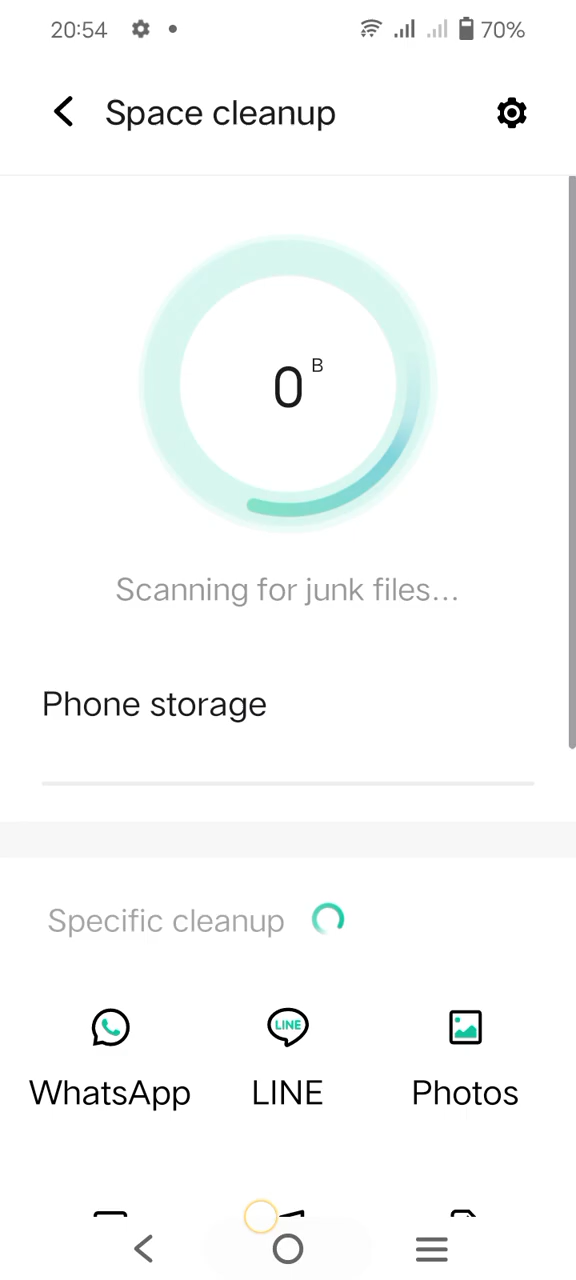 20:54
70%
Space cleanup
0 B
Scanning for junk files...
Phone storage
Specific cleanup
LINE
WhatsApp LINE Photos